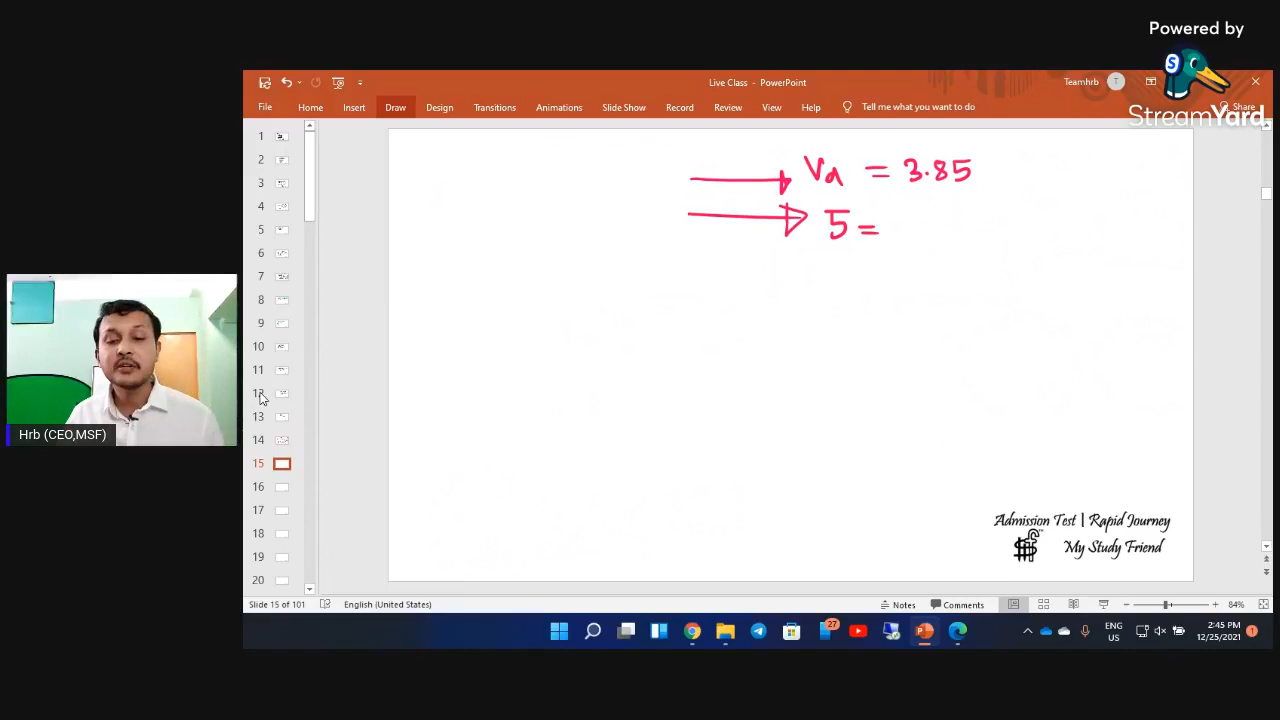 Powered by
S
StreamYard
Live Class - PowerPoint
Teamhrb
T
File Home Insert Draw Design Transitions Animations Slide Show Record Review View Help Tell me what you want to do
Share
1
2
3
4
5
6
7
8
9
10
11
12
13
14
15
16
17
18
19
20
Vd = 3.85
5 =
Admission Test | Rapid Journey
My Study Friend
Hrb (CEO,MSF)
Slide 15 of 101 English (United States) Notes Comments 84%
27
ENG
US
2:45 PM
12/25/2021
1